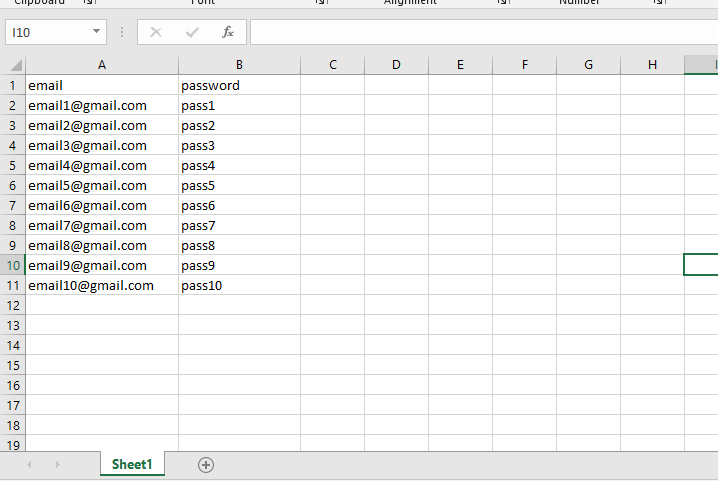 Clipboard Font Alignment Number
I10 fx
A B C D E F G H I
1 email password
2 email1@gmail.com pass1
3 email2@gmail.com pass2
4 email3@gmail.com pass3
5 email4@gmail.com pass4
6 email5@gmail.com pass5
7 email6@gmail.com pass6
8 email7@gmail.com pass7
9 email8@gmail.com pass8
10 email9@gmail.com pass9
11 email10@gmail.com pass10
12
13
14
15
16
17
18
19
Sheet1